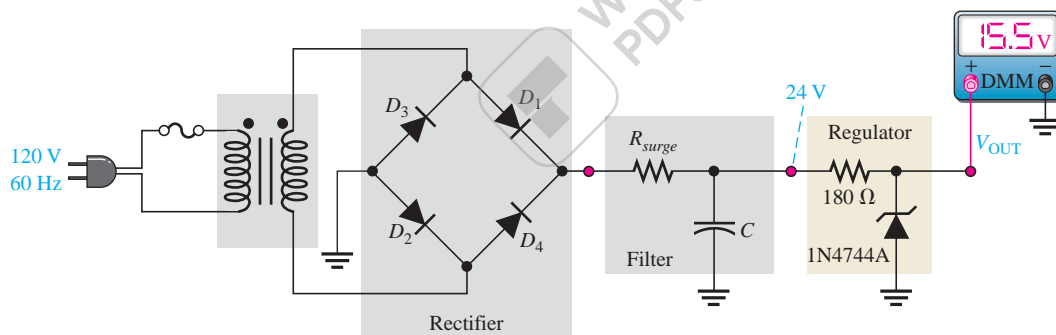 15.5 V
+ DMM −
24 V
D3
D1
Rsurge
Regulator
VOUT
120 V
60 Hz
180 Ω
D2
D4
C
1N4744A
Filter
Rectifier